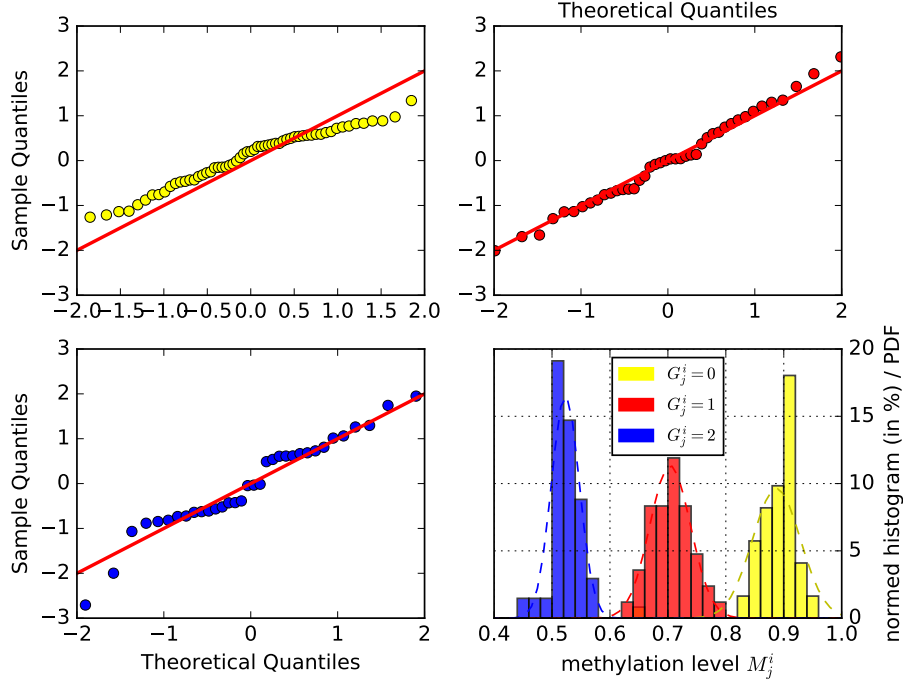 Theoretical Quantiles
3
2
1
0
−1
−2
−3
Sample Quantiles
−2.0 −1.5 −1.0 −0.5 0.0 0.5 1.0 1.5 2.0
3
2
1
0
−1
−2
−3
−2 −1 0 1 2
3
2
1
0
−1
−2
−3
Sample Quantiles
−2 −1 0 1 2
Theoretical Quantiles
G_j^i = 0
G_j^i = 1
G_j^i = 2
20
15
10
5
0
normed histogram (in %) / PDF
0.4 0.5 0.6 0.7 0.8 0.9 1.0
methylation level M_j^i